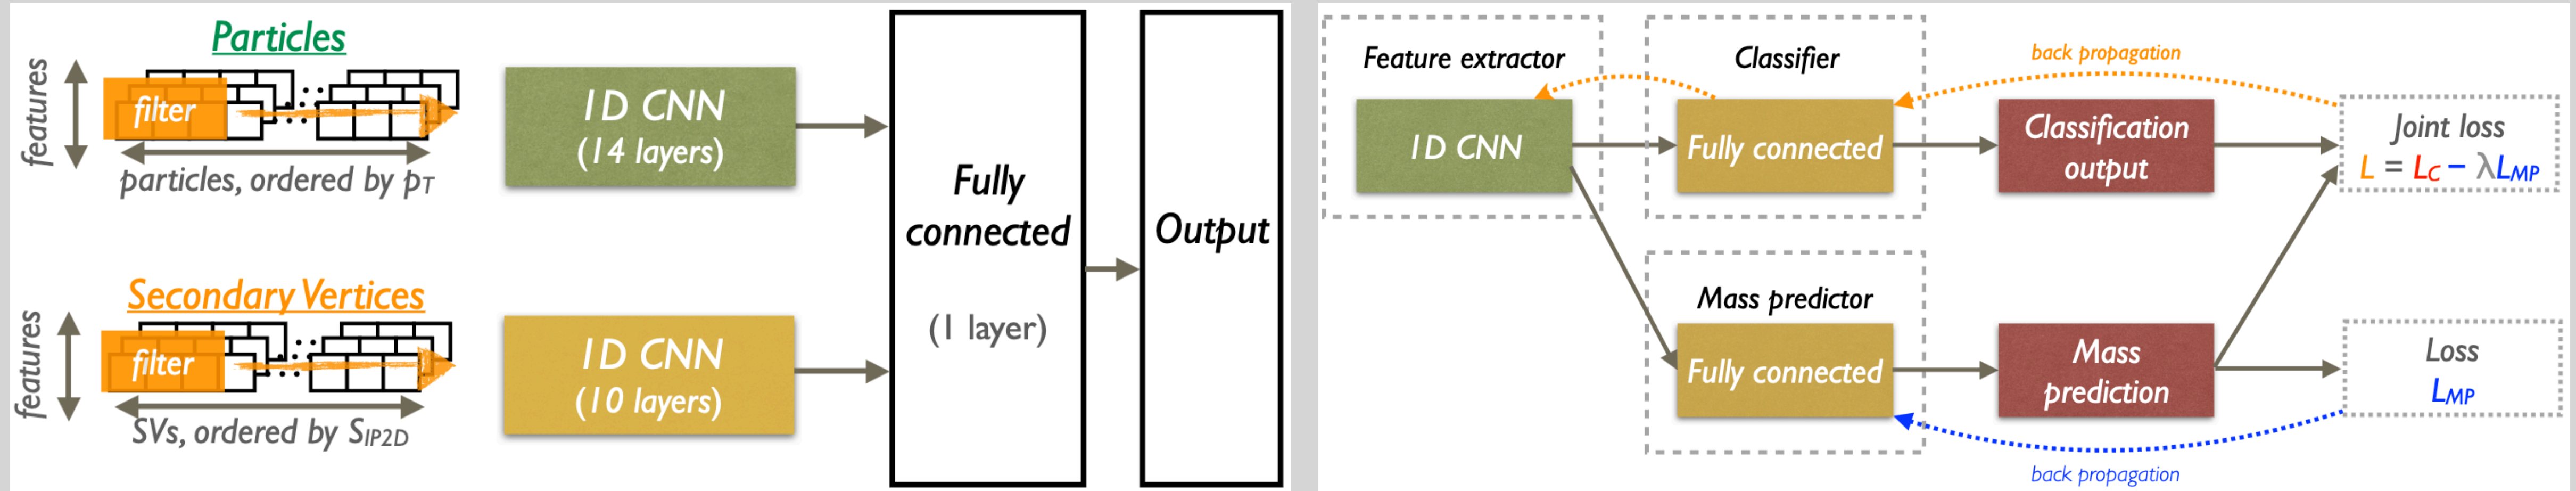 Particles
features
filter
particles, ordered by pT
1D CNN
(14 layers)
Secondary Vertices
features
filter
SVs, ordered by SIP2D
1D CNN
(10 layers)
Fully
connected
(1 layer)
Output
Feature extractor
1D CNN
Classifier
Fully connected
back propagation
Classification
output
Joint loss
L = LC − λLMP
Mass predictor
Fully connected
Mass
prediction
Loss
LMP
back propagation